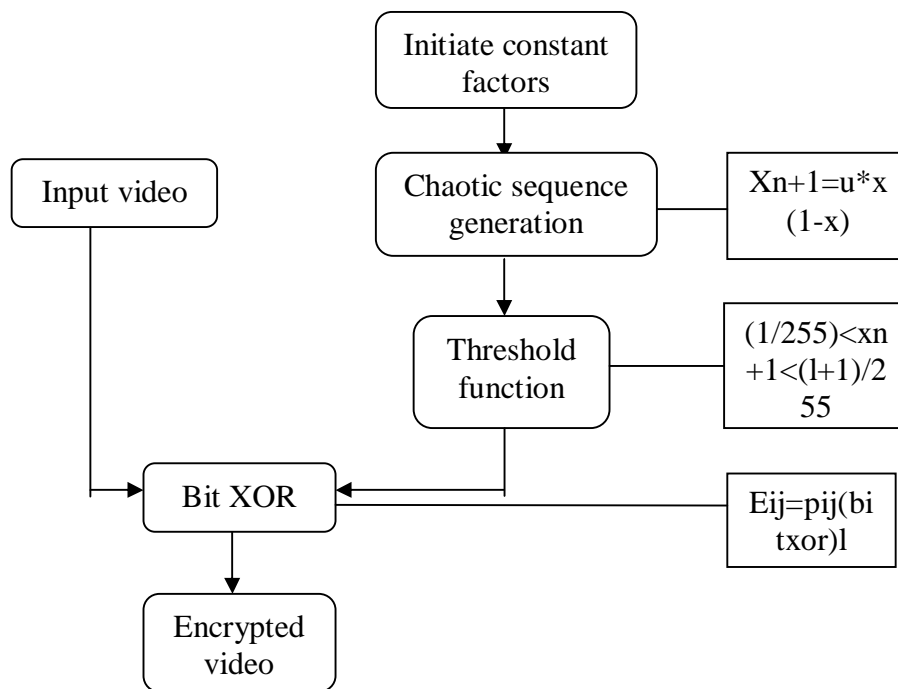 Initiate constant
factors
Input video
Chaotic sequence
generation
Xn+1=u*x
(1-x)
Threshold
function
(1/255)<xn
+1<(l+1)/2
55
Bit XOR
Eij=pij(bi
txor)l
Encrypted
video